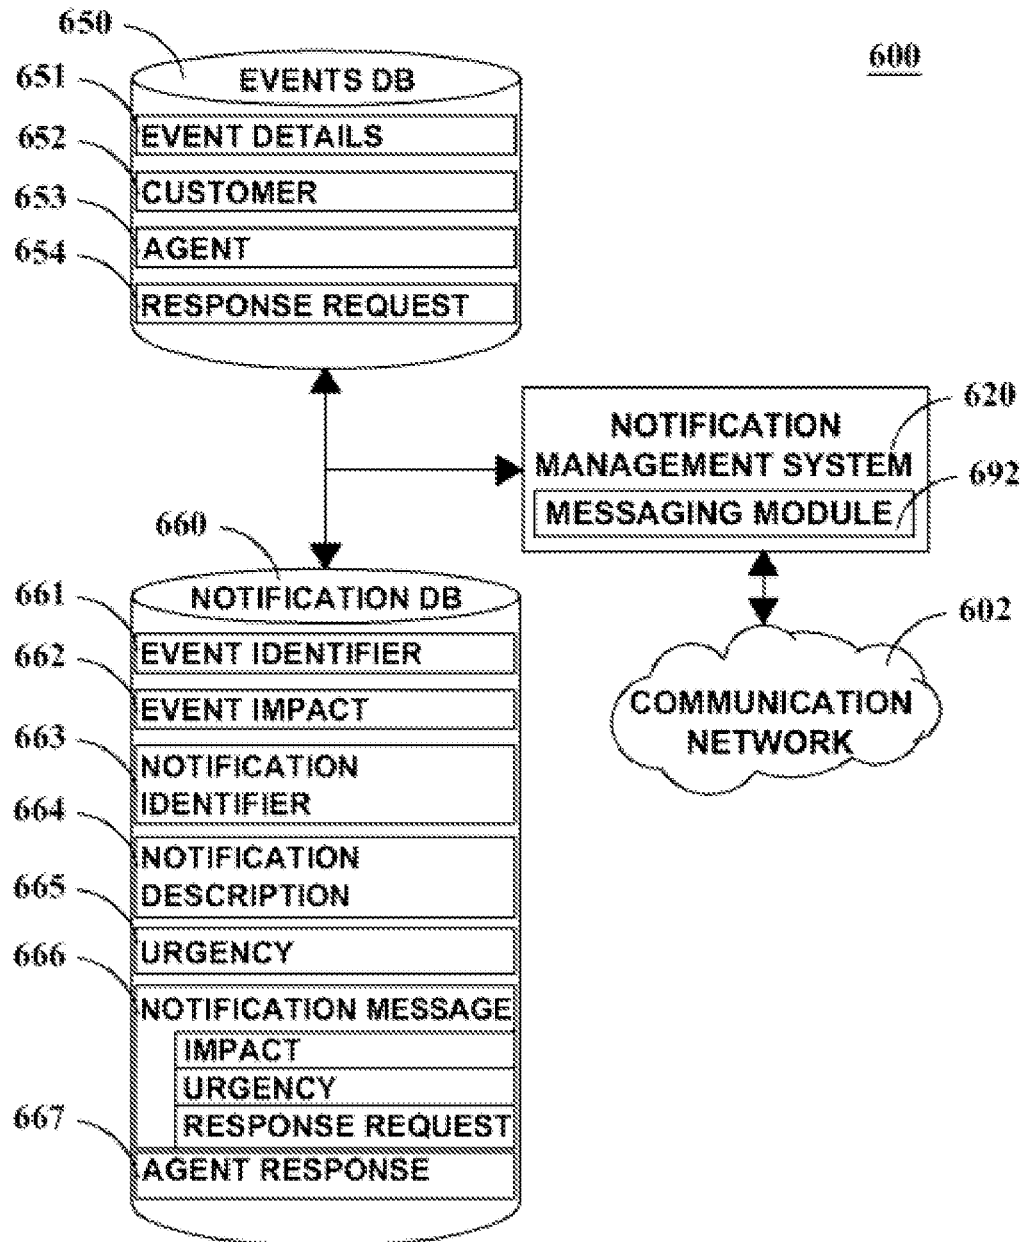 650
600
EVENTS DB
651
EVENT DETAILS
652
CUSTOMER
653
AGENT
654
RESPONSE REQUEST
620
NOTIFICATION
MANAGEMENT SYSTEM
692
MESSAGING MODULE
660
NOTIFICATION DB
602
COMMUNICATION
NETWORK
661
EVENT IDENTIFIER
662
EVENT IMPACT
663
NOTIFICATION
IDENTIFIER
664
NOTIFICATION
DESCRIPTION
665
URGENCY
666
NOTIFICATION MESSAGE
IMPACT
URGENCY
RESPONSE REQUEST
667
AGENT RESPONSE